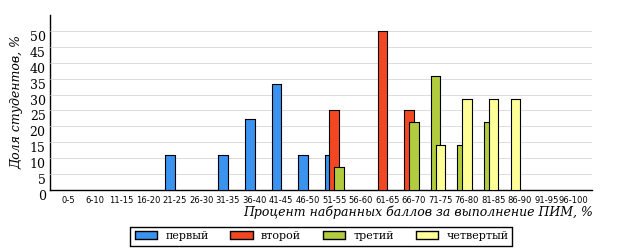 Доля студентов, %
50
45
40
35
30
25
20
15
10
5
0
0-5 6-10 11-15 16-20 21-25 26-30 31-35 36-40 41-45 46-50 51-55 56-60 61-65 66-70 71-75 76-80 81-85 86-90 91-95 96-100
Процент набранных баллов за выполнение ПИМ, %
первый второй третий четвертый